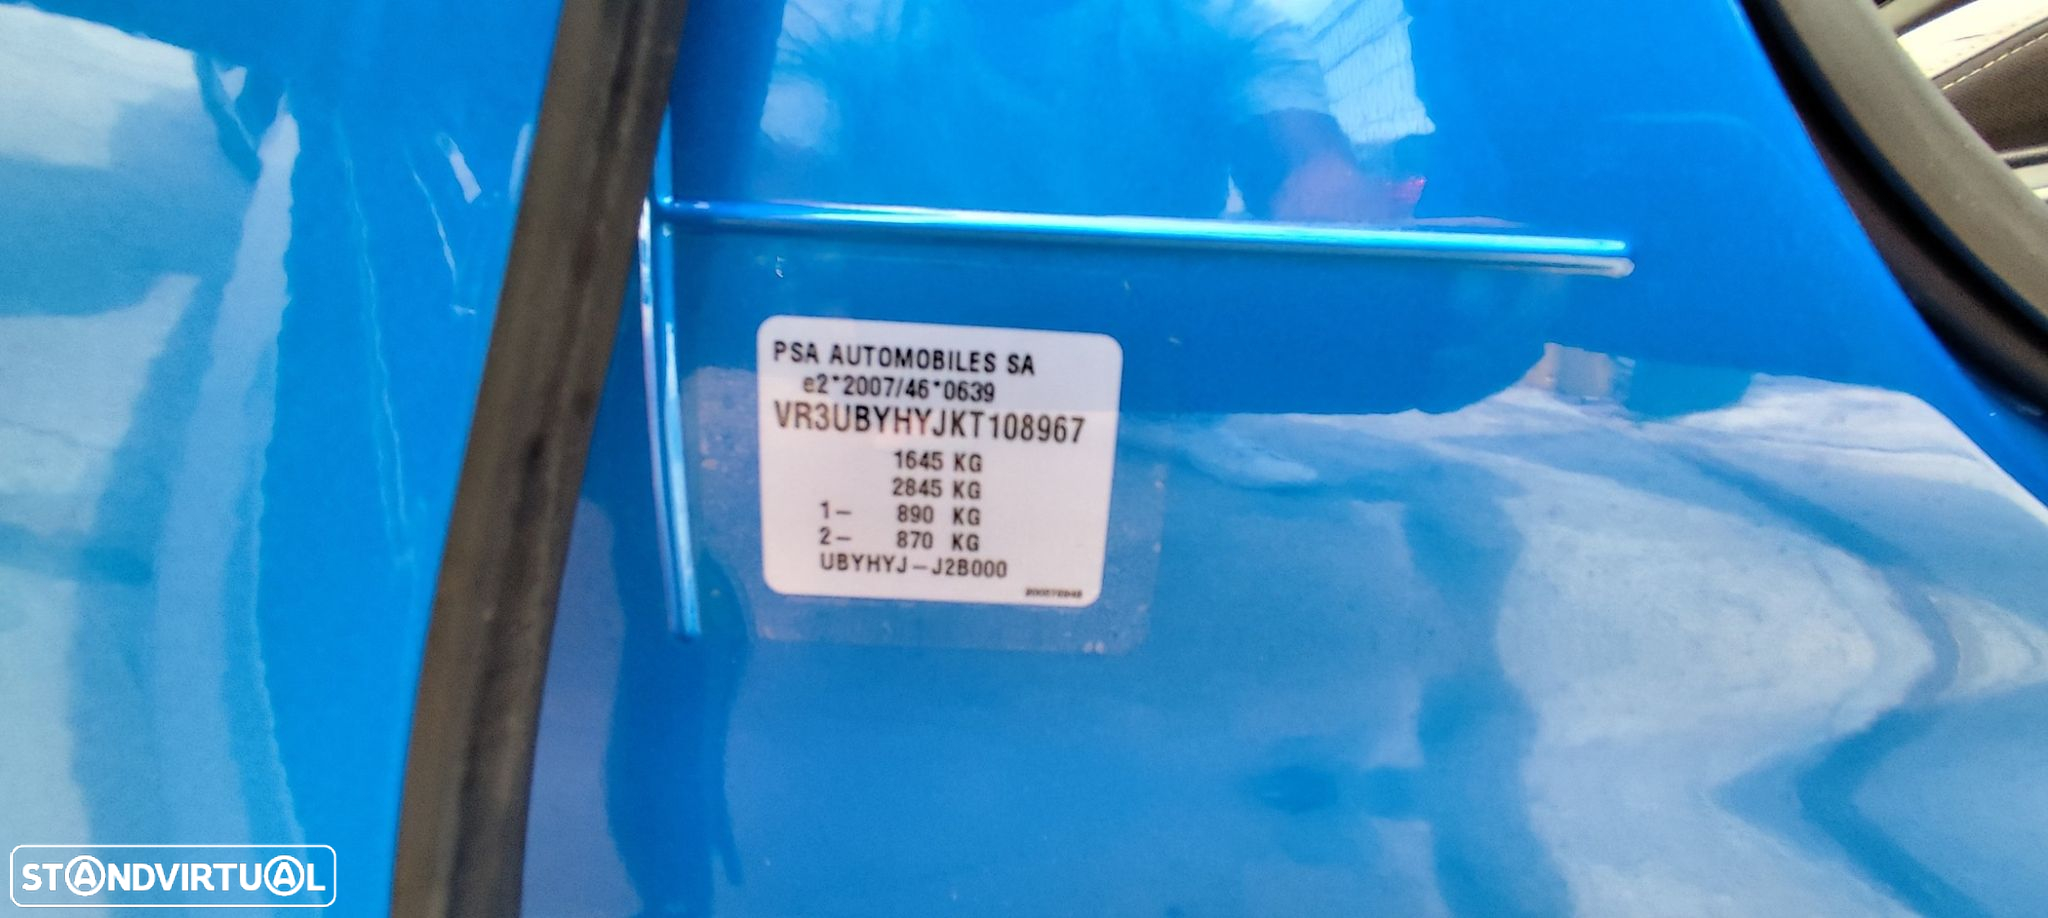 PSA AUTOMOBILES SA
e2*2007/46*0639
VR3UBYHYJKT108967
1645 KG
2845 KG
1- 890 KG
2- 870 KG
UBYHYJ-J2B000
STANDVIRTUAL